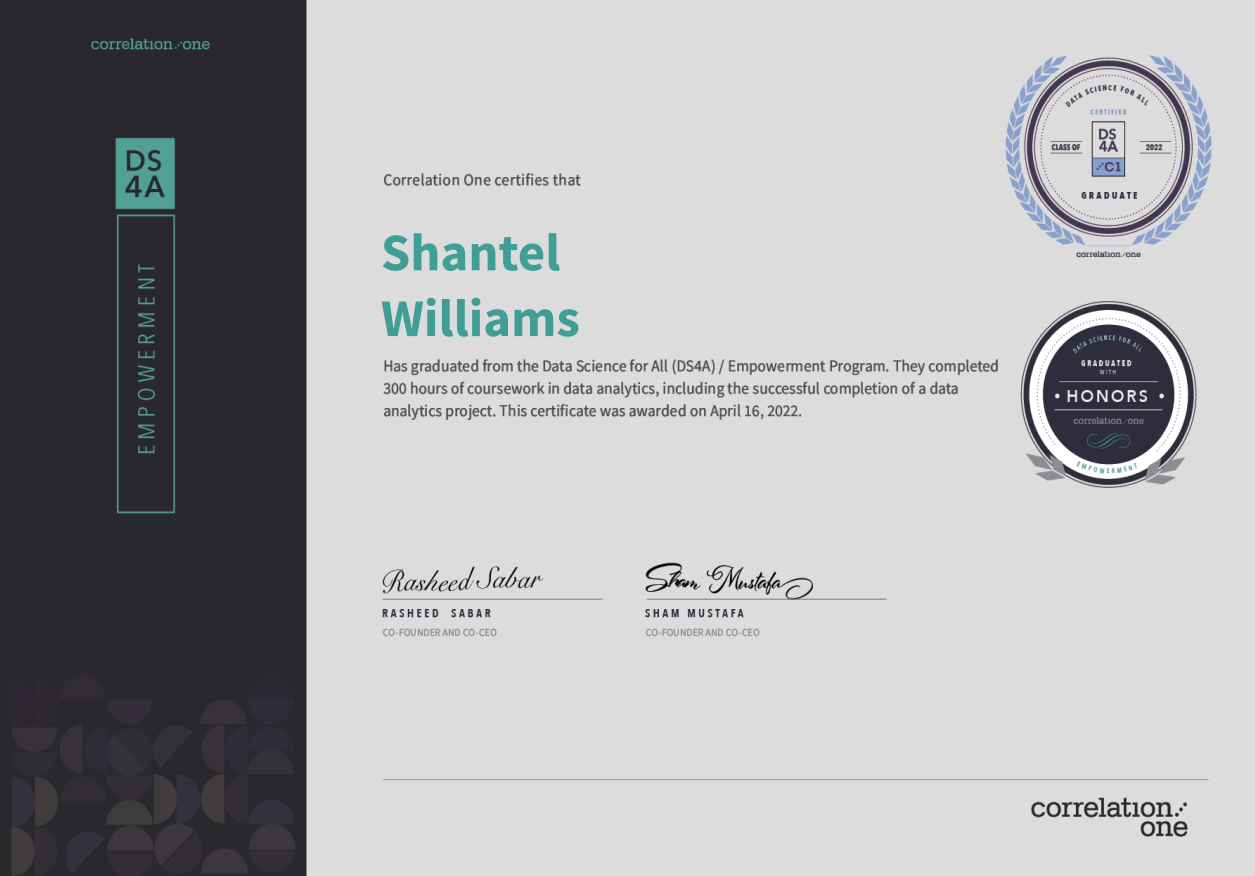 correlation one
DS
4A
EMPOWERMENT
Correlation One certifies that
Shantel
Williams
Has graduated from the Data Science for All (DS4A) / Empowerment Program. They completed
300 hours of coursework in data analytics, including the successful completion of a data
analytics project. This certificate was awarded on April 16, 2022.
DATA SCIENCE FOR ALL
CERTIFIED
DS
4A
CLASS OF
2022
C1
GRADUATE
correlation one
DATA SCIENCE FOR ALL
GRADUATED
WITH
• HONORS •
correlation one
EMPOWERMENT
Rasheed Sabar
RASHEED SABAR
CO-FOUNDER AND CO-CEO
Sham Mustafa
SHAM MUSTAFA
CO-FOUNDER AND CO-CEO
correlation
one